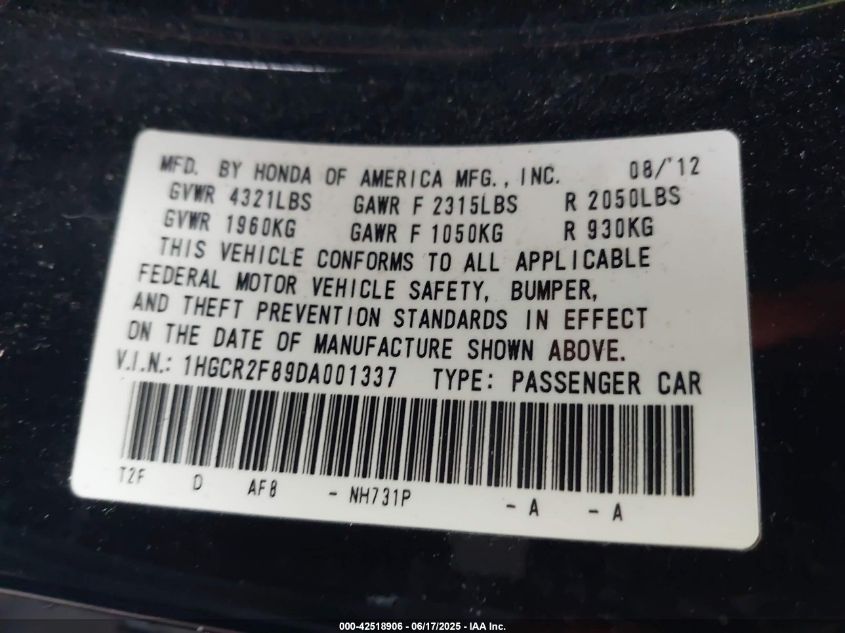 MFD. BY HONDA OF AMERICA MFG., INC. 08/'12
GVWR 4321LBS GAWR F 2315LBS R 2050LBS
GVWR 1960KG GAWR F 1050KG R 930KG
THIS VEHICLE CONFORMS TO ALL APPLICABLE
FEDERAL MOTOR VEHICLE SAFETY, BUMPER,
AND THEFT PREVENTION STANDARDS IN EFFECT
ON THE DATE OF MANUFACTURE SHOWN ABOVE.
V.I.N.: 1HGCR2F89DA001337 TYPE: PASSENGER CAR
T2F D AF8 - NH731P - A - A
000-42518906 - 06/17/2025 - IAA Inc.